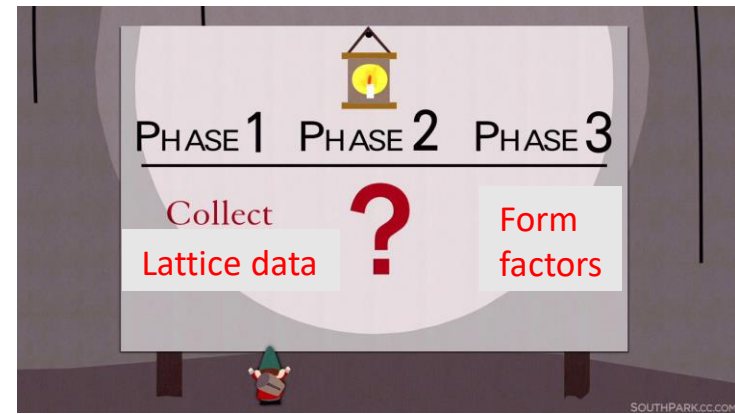 PHASE 1 PHASE 2 PHASE 3
Collect
Lattice data
?
Form
factors
SOUTHPARK.CC.COM